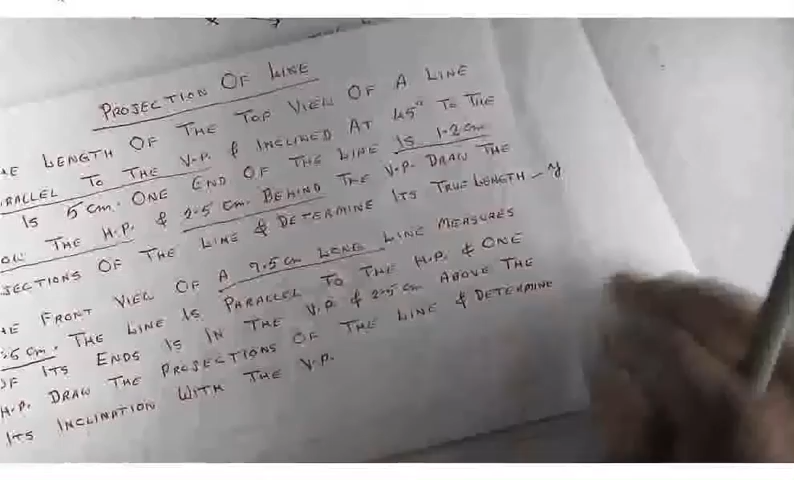 PROJECTION OF LINE
LENGTH OF THE TOP VIEW OF A LINE
TO THE V.P. & INCLINED AT 45° TO THE
IS 5 cm. ONE END OF THE LINE IS 1.2 cm
THE H.P. & 2.5 cm. BEHIND THE V.P. DRAW THE
OF THE LINE & DETERMINE ITS TRUE LENGTH
FRONT VIEW OF A 7.5 cm LONG LINE MEASURES
THE LINE IS PARALLEL TO THE H.P. & ONE
OF ITS ENDS IS IN THE V.P & 2.5 cm ABOVE THE
H.P. DRAW THE PROJECTIONS OF THE LINE & DETERMINE
ITS INCLINATION WITH THE V.P.